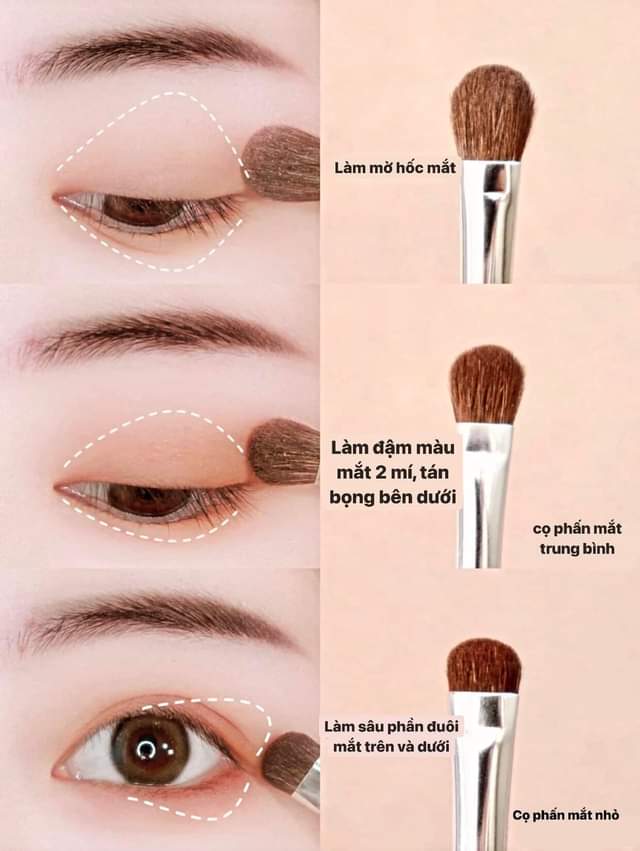 Làm mờ hốc mắt
Làm đậm màu
mắt 2 mí, tán
bọng bên dưới
cọ phấn mắt
trung bình
Làm sâu phần đuôi
mắt trên và dưới
Cọ phấn mắt nhỏ